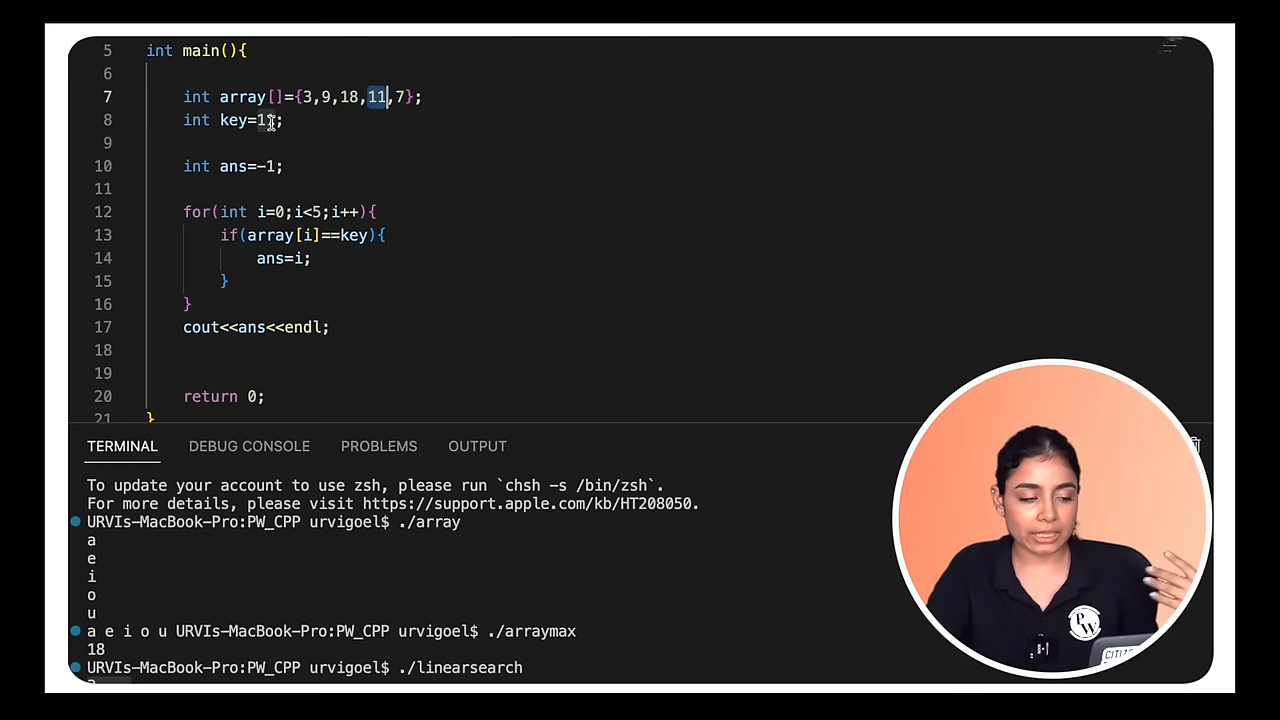 5 int main(){
6
7 int array[]={3,9,18,11,7};
8 int key=11;
9
10 int ans=-1;
11
12 for(int i=0;i<5;i++){
13 if(array[i]==key){
14 ans=i;
15 }
16 }
17 cout<<ans<<endl;
18
19
20 return 0;
21 }
TERMINAL DEBUG CONSOLE PROBLEMS OUTPUT
To update your account to use zsh, please run `chsh -s /bin/zsh`.
For more details, please visit https://support.apple.com/kb/HT208050.
URVIs-MacBook-Pro:PW_CPP urvigoel$ ./array
a
e
i
o
u
a e i o u URVIs-MacBook-Pro:PW_CPP urvigoel$ ./arraymax
18
URVIs-MacBook-Pro:PW_CPP urvigoel$ ./linearsearch
PW